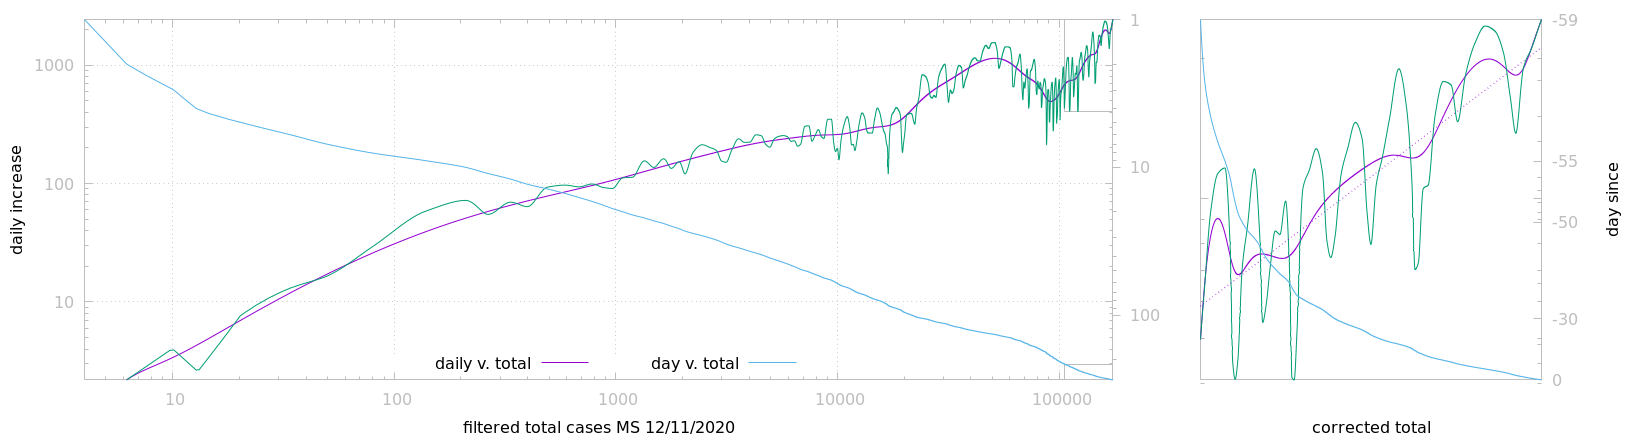 daily increase
1000
100
10
daily v. total
day v. total
10
100
1000
10000
100000
filtered total cases MS 12/11/2020
1
10
100
-59
-55
-50
-30
0
day since
corrected total